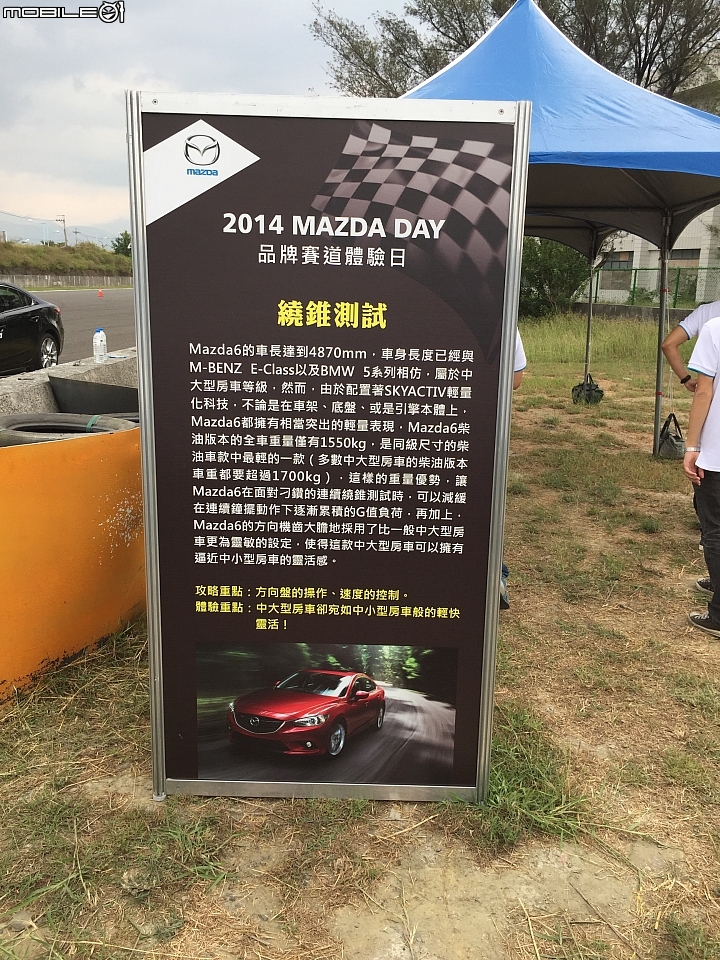 MOBILE01
mazda
2014 MAZDA DAY
品牌賽道體驗日
繞錐測試
Mazda6的車長達到4870mm，車身長度已經與
M-BENZ E-Class以及BMW 5系列相仿，屬於中
大型房車等級，然而，由於配置著SKYACTIV輕量
化科技，不論是在車架、底盤、或是引擎本體上，
Mazda6都擁有相當突出的輕量表現，Mazda6柴
油版本的全車重量僅有1550kg，是同級尺寸的柴
油車款中最輕的一款（多數中大型房車的柴油版本
車重都要超過1700kg），這樣的重量優勢，讓
Mazda6在面對刁鑽的連續繞錐測試時，可以減緩
在連續鐘擺動作下逐漸累積的G值負荷，再加上，
Mazda6的方向機齒大膽地採用了比一般中大型房
車更為靈敏的設定，使得這款中大型房車可以擁有
逼近中小型房車的靈活感。
攻略重點：方向盤的操作、速度的控制。
體驗重點：中大型房車卻宛如中小型房車般的輕快
靈活！